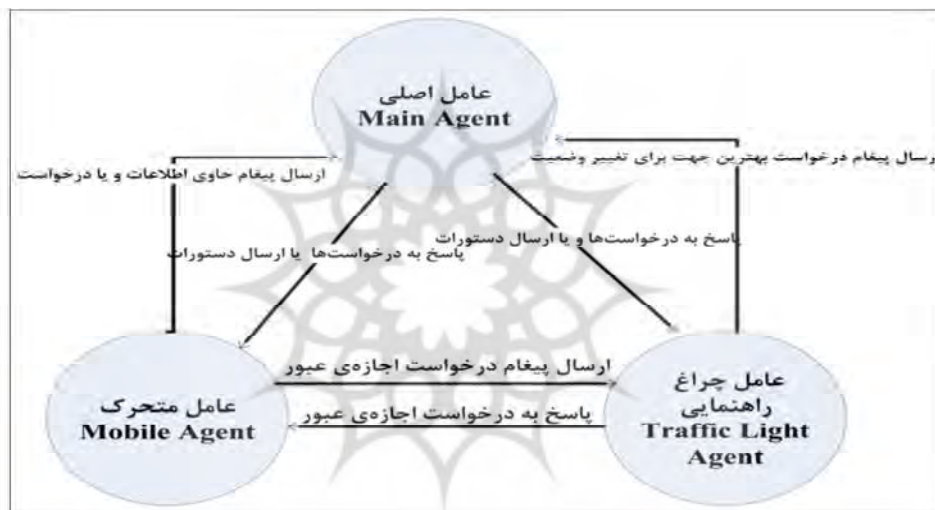 عامل اصلی
Main Agent
ارسال پیغام درخواست بهترین جهت برای تغییر وضعیت
ارسال پیغام حاوی اطلاعات و یا درخواست
پاسخ به درخواست‌ها و یا ارسال دستورات
پاسخ به درخواست‌ها یا ارسال دستورات
ارسال پیغام درخواست اجازه‌ی عبور
پاسخ به درخواست اجازه‌ی عبور
عامل چراغ
راهنمایی
Traffic Light
Agent
عامل متحرک
Mobile Agent